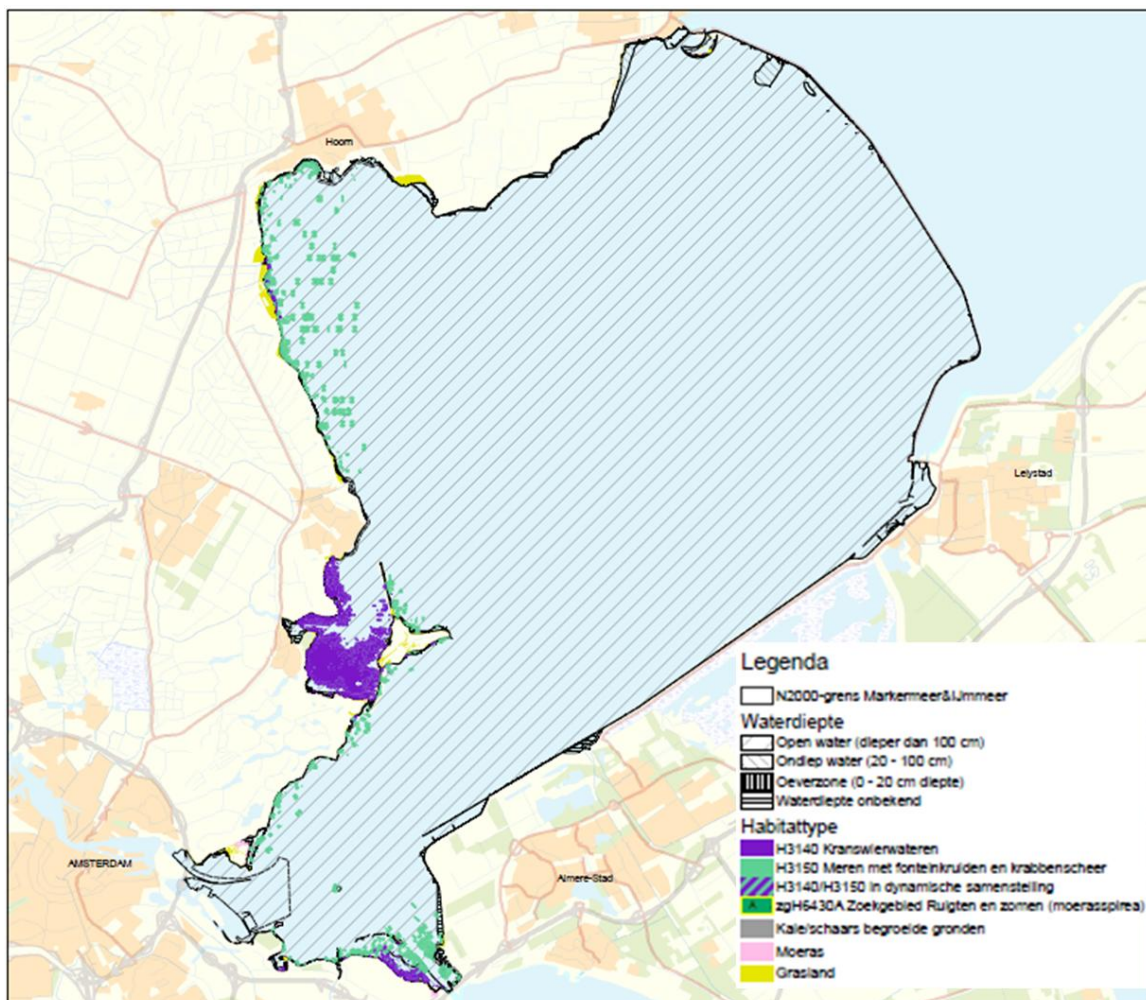 Hoorn
Lelystad
AMSTERDAM
Almere-Stad
Legenda
N2000-grens Markermeer&IJmmeer
Waterdiepte
Open water (dieper dan 100 cm)
Ondiep water (20 - 100 cm)
Oeverzone (0 - 20 cm diepte)
Waterdiepte onbekend
Habitattype
H3140 Kranswierwateren
H3150 Meren met fonteinkruiden en krabbenscheer
H3140/H3150 in dynamische samenstelling
A zgH6430A Zoekgebied Ruigten en zomen (moerasspirea)
Kale/schaars begroeide gronden
Moeras
Grasland